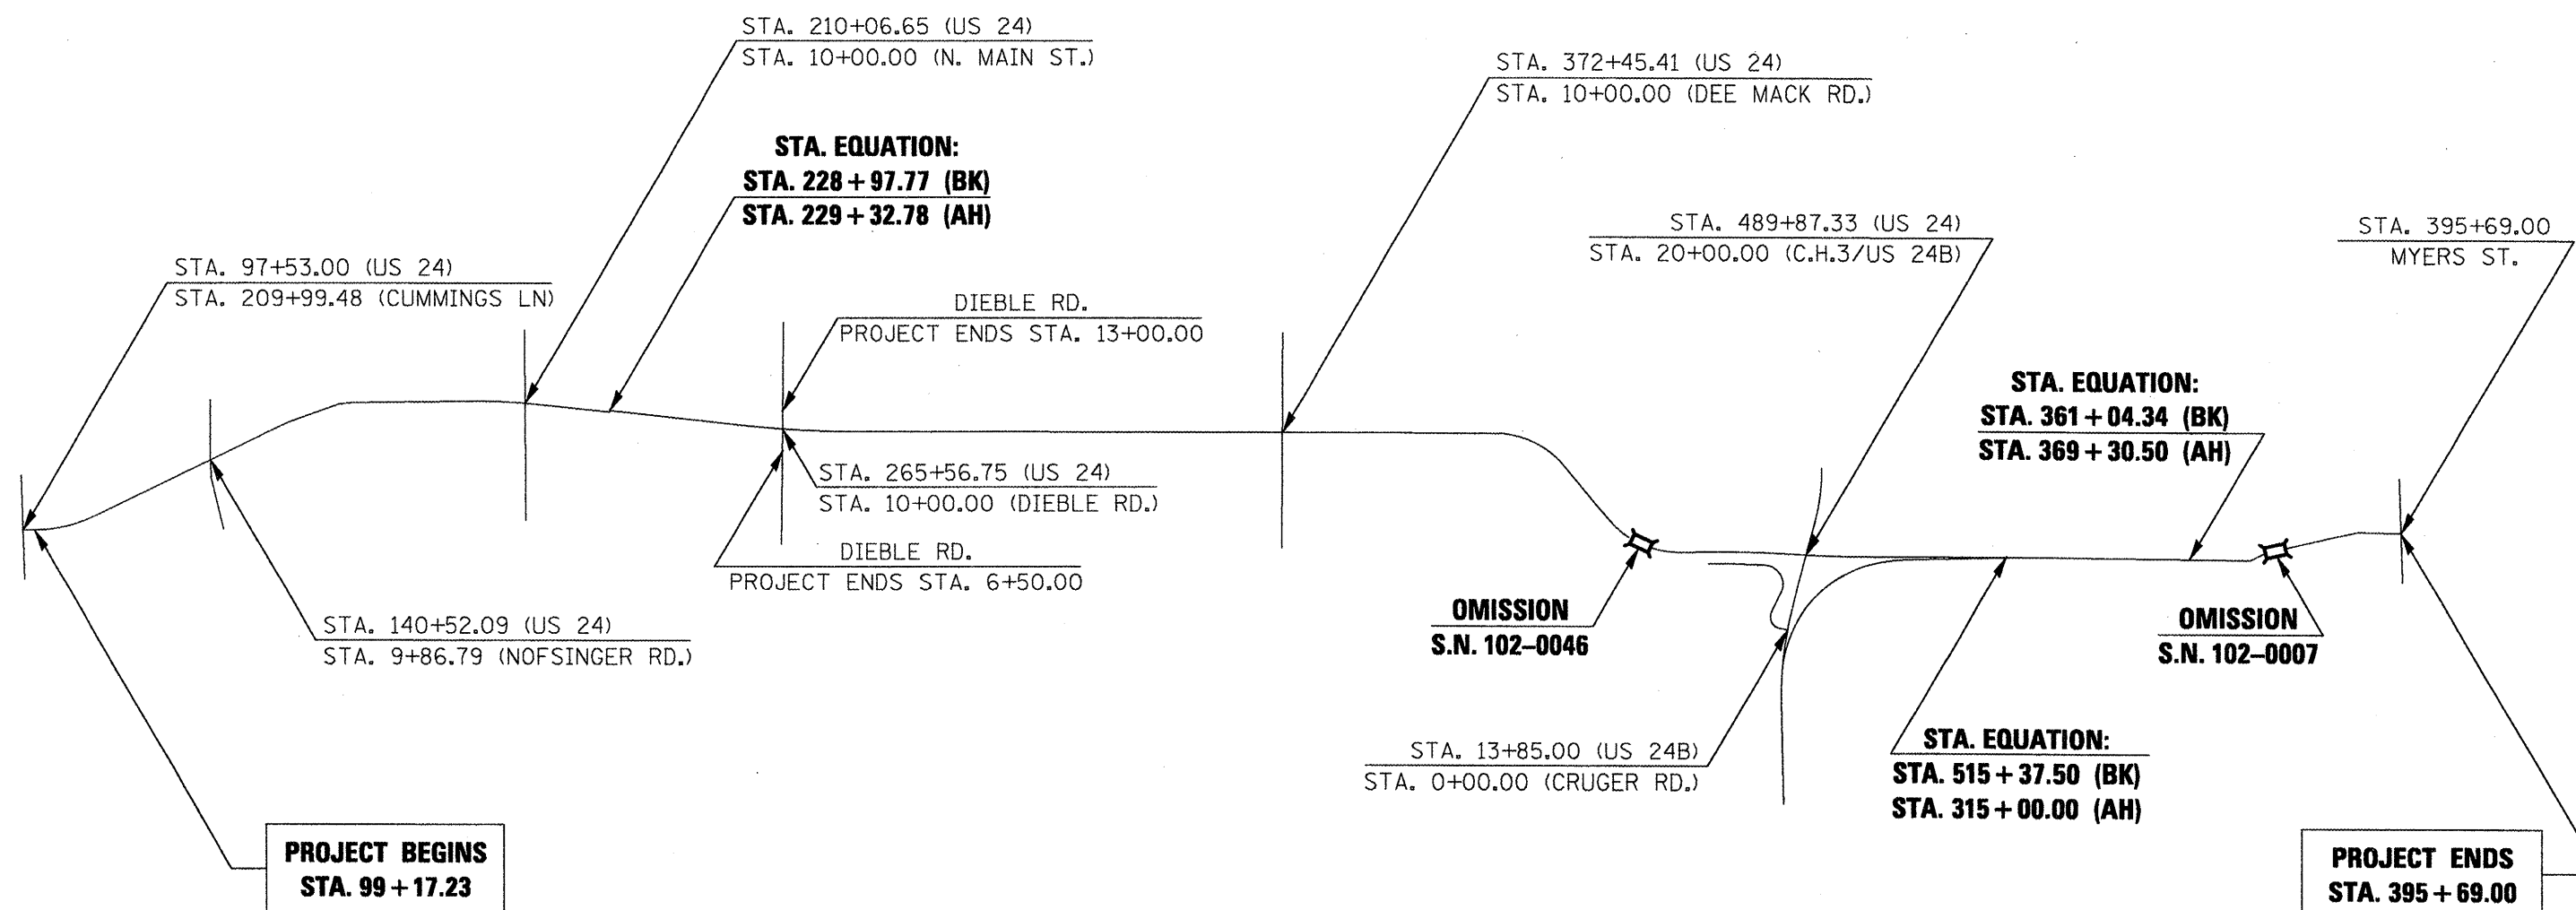 STA. 210+06.65 (US 24)
STA. 10+00.00 (N. MAIN ST.)
STA. EQUATION:
STA. 228+97.77 (BK)
STA. 229+32.78 (AH)
STA. 372+45.41 (US 24)
STA. 10+00.00 (DEE MACK RD.)
STA. 489+87.33 (US 24)
STA. 20+00.00 (C.H.3/US 24B)
STA. 395+69.00
MYERS ST.
STA. 97+53.00 (US 24)
STA. 209+99.48 (CUMMINGS LN)
DIEBLE RD.
PROJECT ENDS STA. 13+00.00
STA. EQUATION:
STA. 361+04.34 (BK)
STA. 369+30.50 (AH)
STA. 265+56.75 (US 24)
STA. 10+00.00 (DIEBLE RD.)
DIEBLE RD.
PROJECT ENDS STA. 6+50.00
STA. 140+52.09 (US 24)
STA. 9+86.79 (NOFSINGER RD.)
OMISSION
S.N. 102-0046
OMISSION
S.N. 102-0007
STA. 13+85.00 (US 24B)
STA. 0+00.00 (CRUGER RD.)
STA. EQUATION:
STA. 515+37.50 (BK)
STA. 315+00.00 (AH)
PROJECT BEGINS
STA. 99+17.23
PROJECT ENDS
STA. 395+69.00